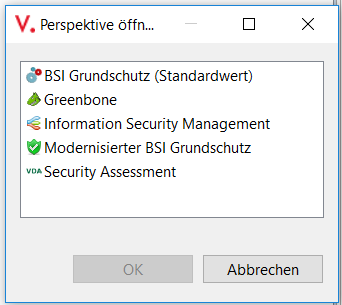 V. Perspektive öffn...
BSI Grundschutz (Standardwert)
Greenbone
Information Security Management
Modernisierter BSI Grundschutz
VDA Security Assessment
OK Abbrechen